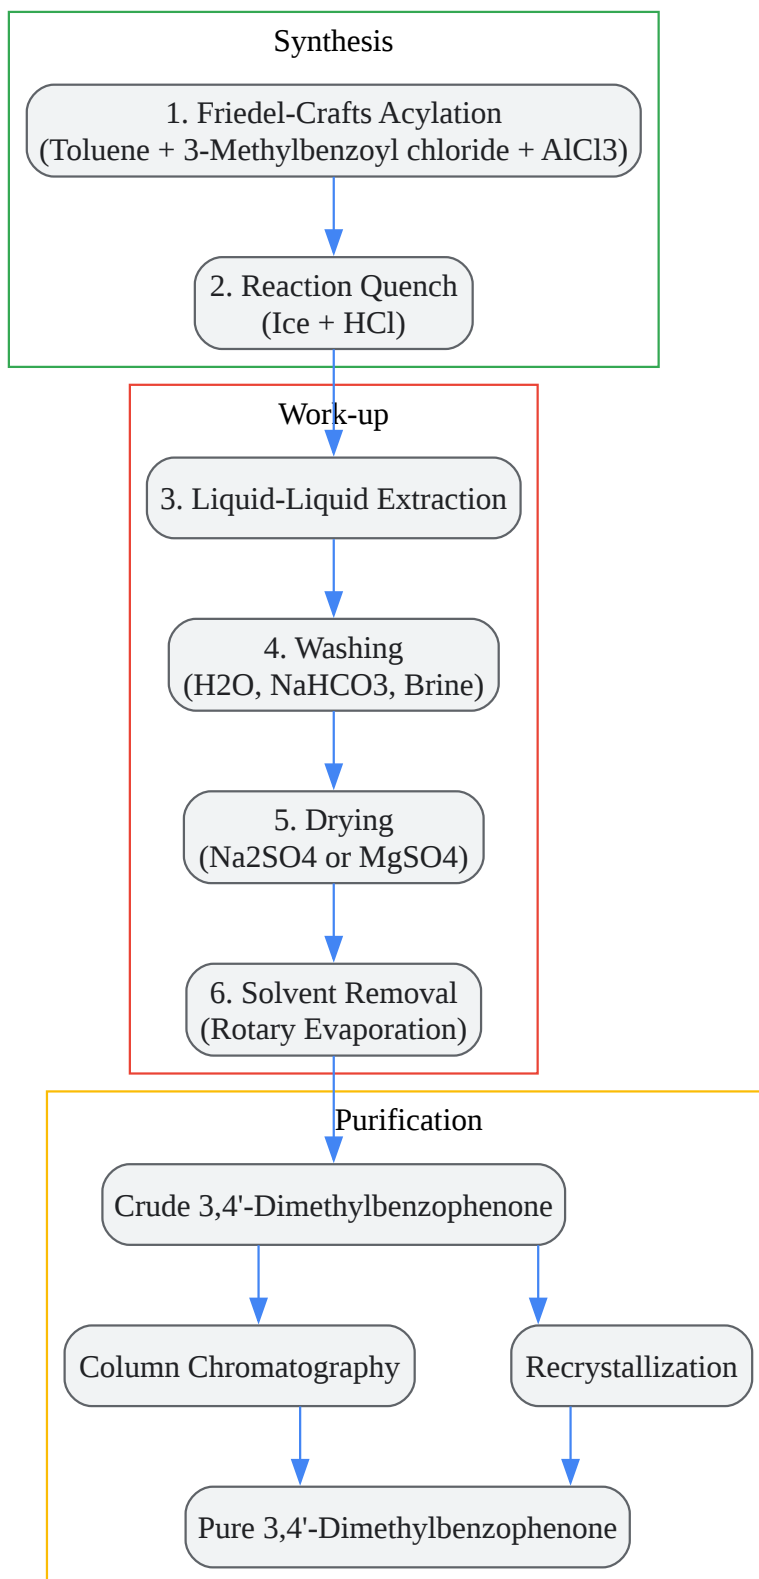 Synthesis
1. Friedel-Crafts Acylation
(Toluene + 3-Methylbenzoyl chloride + AlCl3)
2. Reaction Quench
(Ice + HCl)
Work-up
3. Liquid-Liquid Extraction
4. Washing
(H2O, NaHCO3, Brine)
5. Drying
(Na2SO4 or MgSO4)
6. Solvent Removal
(Rotary Evaporation)
Purification
Crude 3,4'-Dimethylbenzophenone
Column Chromatography
Recrystallization
Pure 3,4'-Dimethylbenzophenone